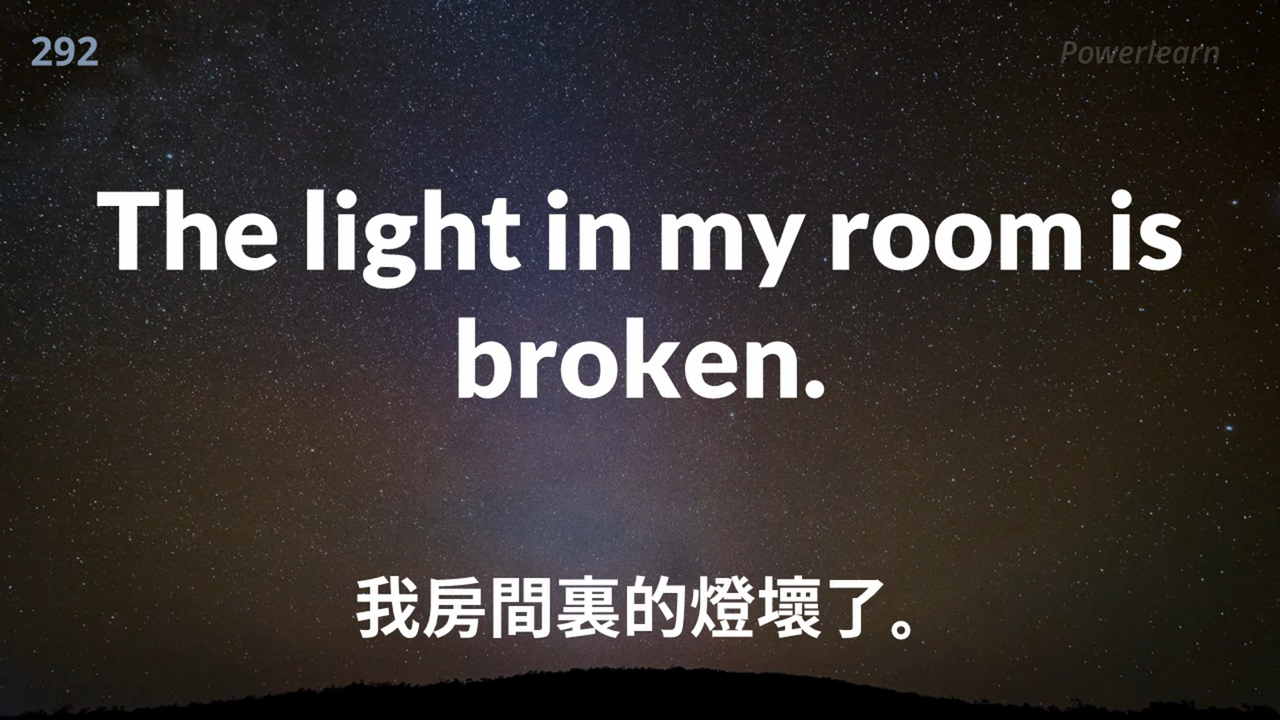 292
Powerlearn
The light in my room is
broken.
我房間裏的燈壞了。